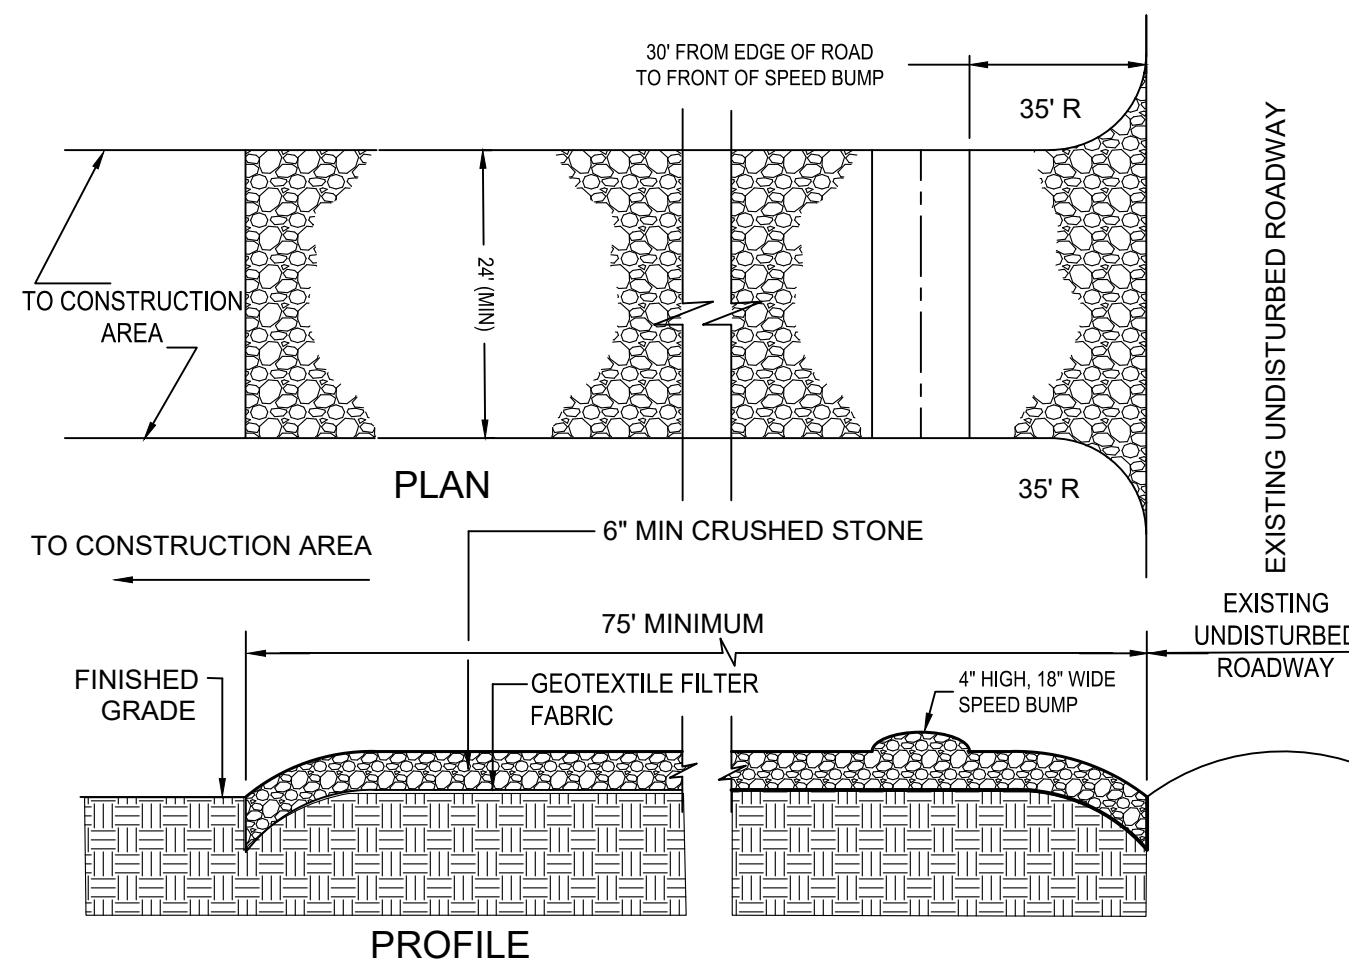 30' FROM EDGE OF ROAD
TO FRONT OF SPEED BUMP
35' R
EXISTING UNDISTURBED ROADWAY
24' (MIN)
TO CONSTRUCTION
AREA
35' R
PLAN
6" MIN CRUSHED STONE
TO CONSTRUCTION AREA
75' MINIMUM
EXISTING
UNDISTURBED
ROADWAY
FINISHED
GRADE
GEOTEXTILE FILTER
FABRIC
4" HIGH, 18" WIDE
SPEED BUMP
PROFILE